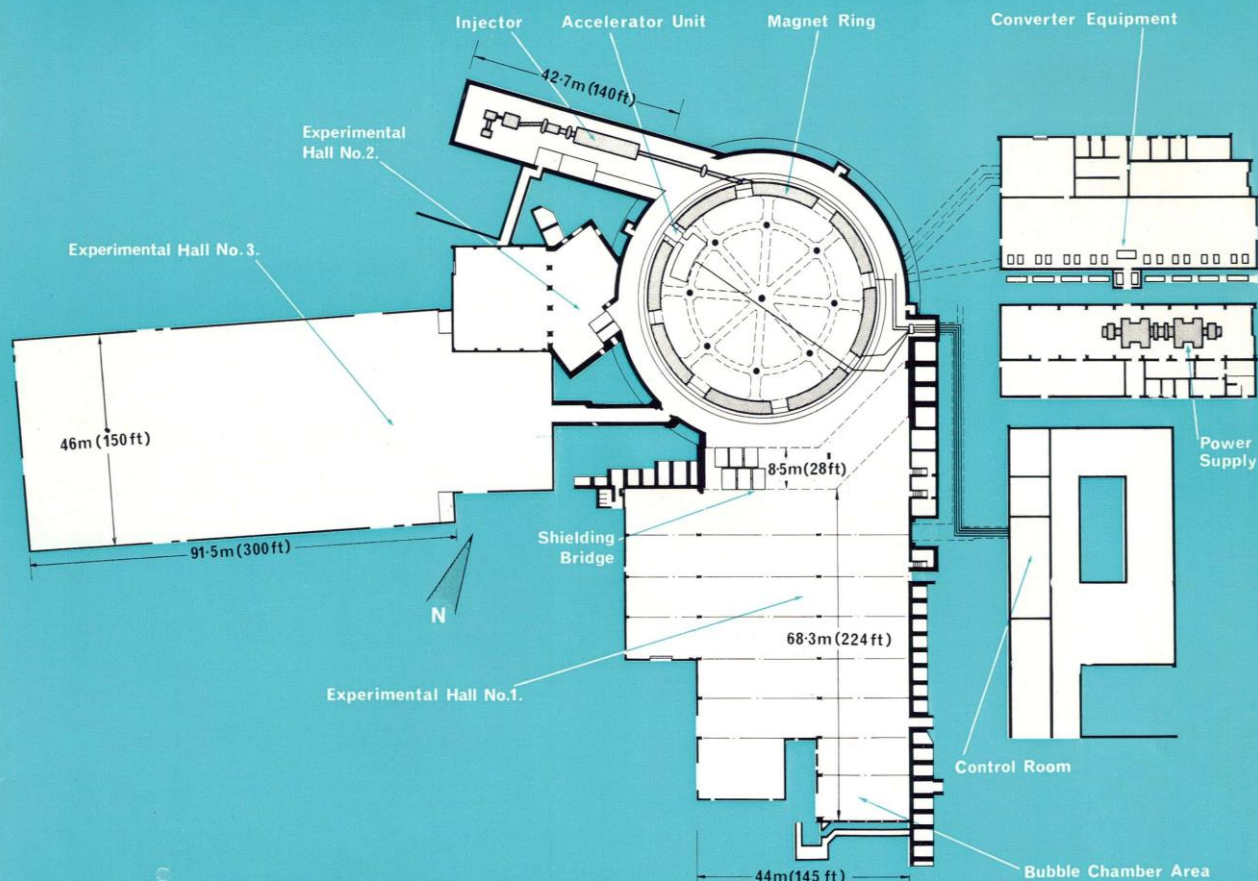 Injector
Accelerator Unit
Magnet Ring
Converter Equipment
42·7m(140ft)
Experimental
Hall No.2.
Experimental Hall No.3.
46m(150ft)
8·5m(28ft)
Power
Supply
Shielding
Bridge
91·5m(300ft)
N
68·3m(224ft)
Experimental Hall No.1.
Control Room
Bubble Chamber Area
44m(145ft)